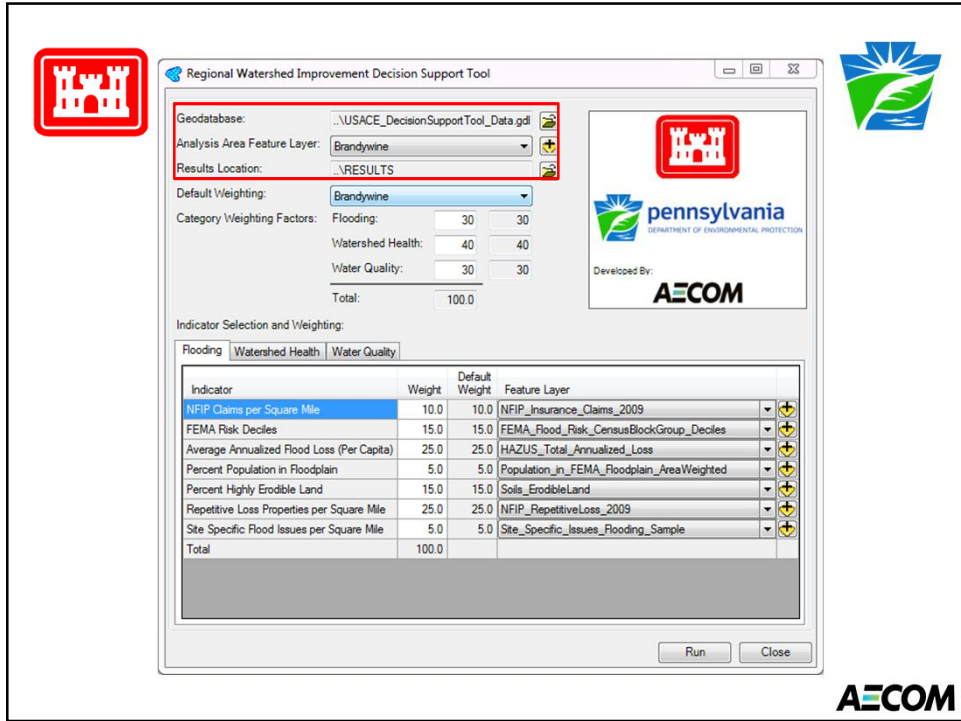 Regional Watershed Improvement Decision Support Tool
Geodatabase: ..\USACE_DecisionSupportTool_Data.gdl
Analysis Area Feature Layer: Brandywine
Results Location: ..\RESULTS
Default Weighting: Brandywine
Category Weighting Factors: Flooding: 30 30
Watershed Health: 40 40
Water Quality: 30 30
Total: 100.0
pennsylvania
DEPARTMENT OF ENVIRONMENTAL PROTECTION
Developed By:
AECOM
Indicator Selection and Weighting:
Flooding Watershed Health Water Quality
Indicator Weight Default Weight Feature Layer
NFIP Claims per Square Mile 10.0 10.0 NFIP_Insurance_Claims_2009
FEMA Risk Deciles 15.0 15.0 FEMA_Flood_Risk_CensusBlockGroup_Deciles
Average Annualized Flood Loss (Per Capita) 25.0 25.0 HAZUS_Total_Annualized_Loss
Percent Population in Floodplain 5.0 5.0 Population_in_FEMA_Floodplain_AreaWeighted
Percent Highly Erodible Land 15.0 15.0 Soils_ErodibleLand
Repetitive Loss Properties per Square Mile 25.0 25.0 NFIP_RepetitiveLoss_2009
Site Specific Flood Issues per Square Mile 5.0 5.0 Site_Specific_Issues_Flooding_Sample
Total 100.0
Run Close
AECOM